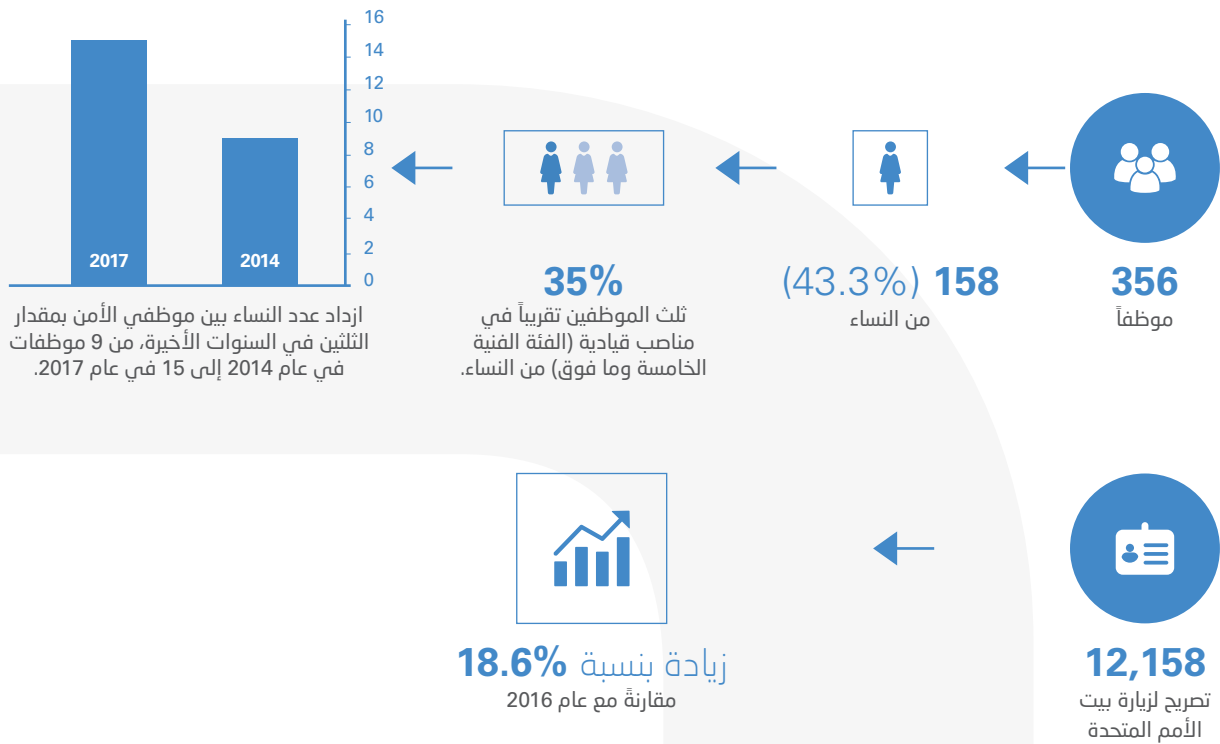 356
موظفاً
158 (43.3%)
من النساء
35%
ثلث الموظفين تقريباً في
مناصب قيادية (الفئة الفنية
الخامسة وما فوق) من النساء.
16
14
12
10
8
6
4
2
0
2014
2017
ازداد عدد النساء بين موظفي الأمن بمقدار
الثلثين في السنوات الأخيرة، من 9 موظفات
في عام 2014 إلى 15 في عام 2017.
12,158
تصريح لزيارة بيت
الأمم المتحدة
زيادة بنسبة 18.6%
مقارنةً مع عام 2016